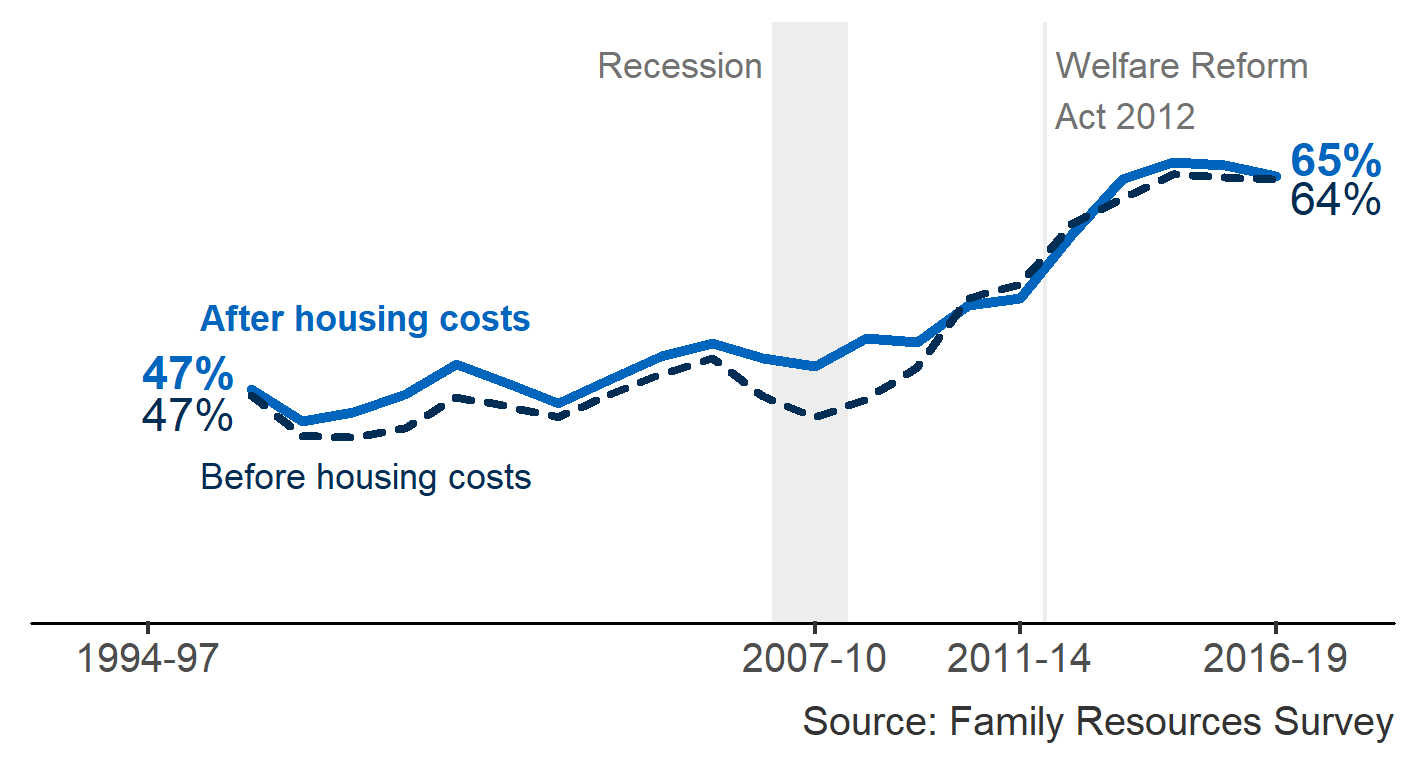 Recession
Welfare Reform
Act 2012
65%
64%
After housing costs
47%
47%
Before housing costs
1994-97
2007-10
2011-14
2016-19
Source: Family Resources Survey